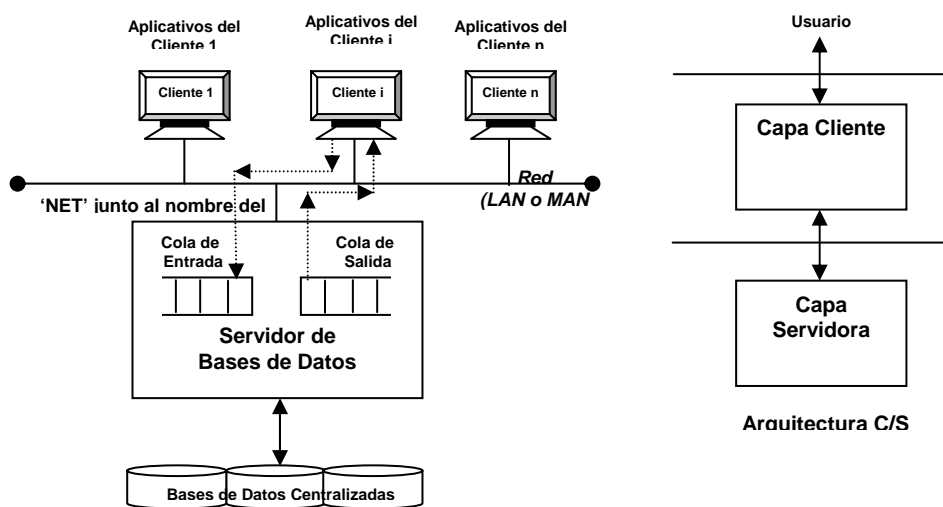 Aplicativos del
Cliente 1
Aplicativos del
Cliente i
Aplicativos del
Cliente n
Cliente 1
Cliente i
Cliente n
Red
(LAN o MAN
'NET' junto al nombre del
Cola de
Entrada
Cola de
Salida
Servidor de
Bases de Datos
Bases de Datos Centralizadas
Usuario
Capa Cliente
Capa
Servidora
Arquitectura C/S